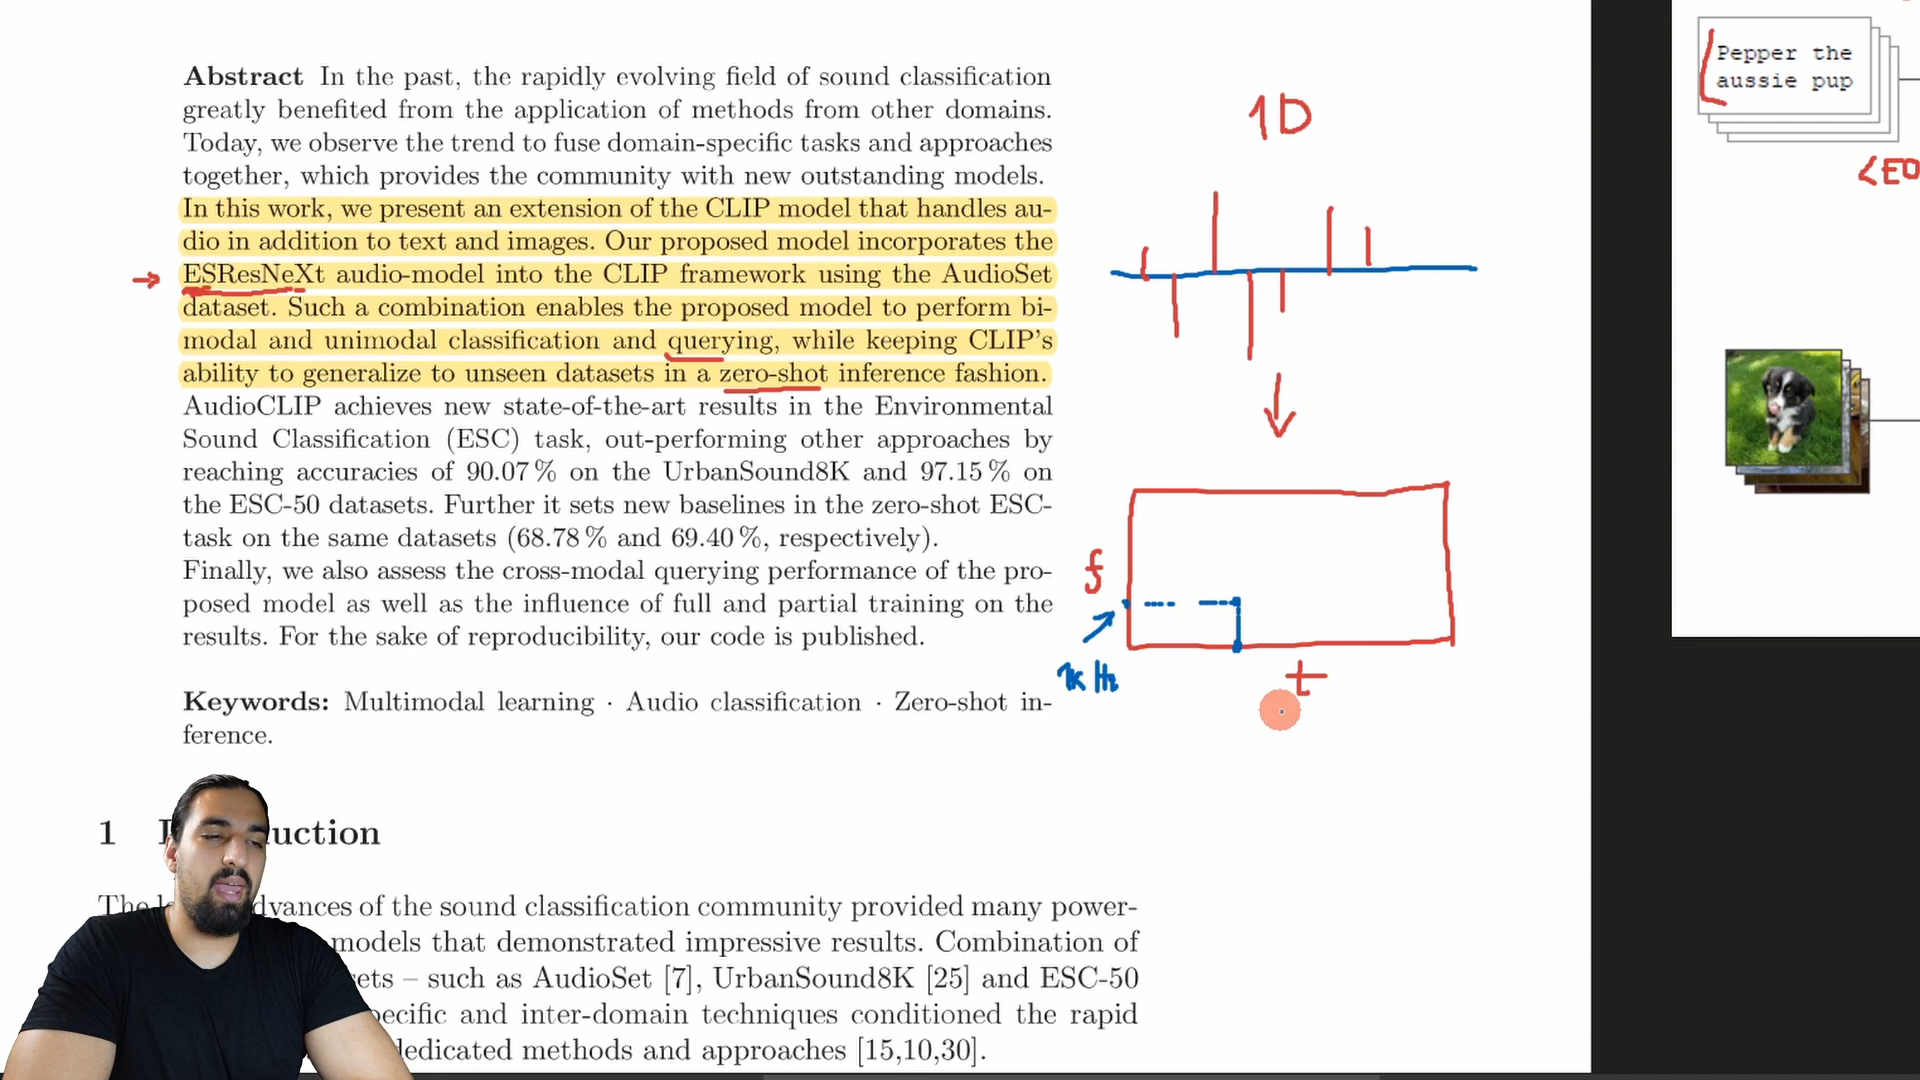 Abstract In the past, the rapidly evolving field of sound classification
greatly benefited from the application of methods from other domains.
Today, we observe the trend to fuse domain-specific tasks and approaches
together, which provides the community with new outstanding models.
In this work, we present an extension of the CLIP model that handles au-
dio in addition to text and images. Our proposed model incorporates the
ESResNeXt audio-model into the CLIP framework using the AudioSet
dataset. Such a combination enables the proposed model to perform bi-
modal and unimodal classification and querying, while keeping CLIP's
ability to generalize to unseen datasets in a zero-shot inference fashion.
AudioCLIP achieves new state-of-the-art results in the Environmental
Sound Classification (ESC) task, out-performing other approaches by
reaching accuracies of 90.07 % on the UrbanSound8K and 97.15 % on
the ESC-50 datasets. Further it sets new baselines in the zero-shot ESC-
task on the same datasets (68.78 % and 69.40 %, respectively).
Finally, we also assess the cross-modal querying performance of the pro-
posed model as well as the influence of full and partial training on the
results. For the sake of reproducibility, our code is published.
Keywords: Multimodal learning · Audio classification · Zero-shot in-
ference.
1
The advances of the sound classification community provided many power-
models that demonstrated impressive results. Combination of
– such as AudioSet [7], UrbanSound8K [25] and ESC-50
and inter-domain techniques conditioned the rapid
dedicated methods and approaches [15,10,30].
1D
f
t
1k Hz
Pepper the
aussie pup
<EO